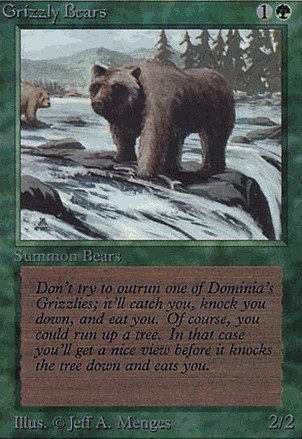 Grizzly Bears 1
Summon Bears
Don't try to outrun one of Dominia's
Grizzlies; it'll catch you, knock you
down, and eat you. Of course, you
could run up a tree. In that case
you'll get a nice view before it knocks
the tree down and eats you.
Illus. © Jeff A. Menges 2/2